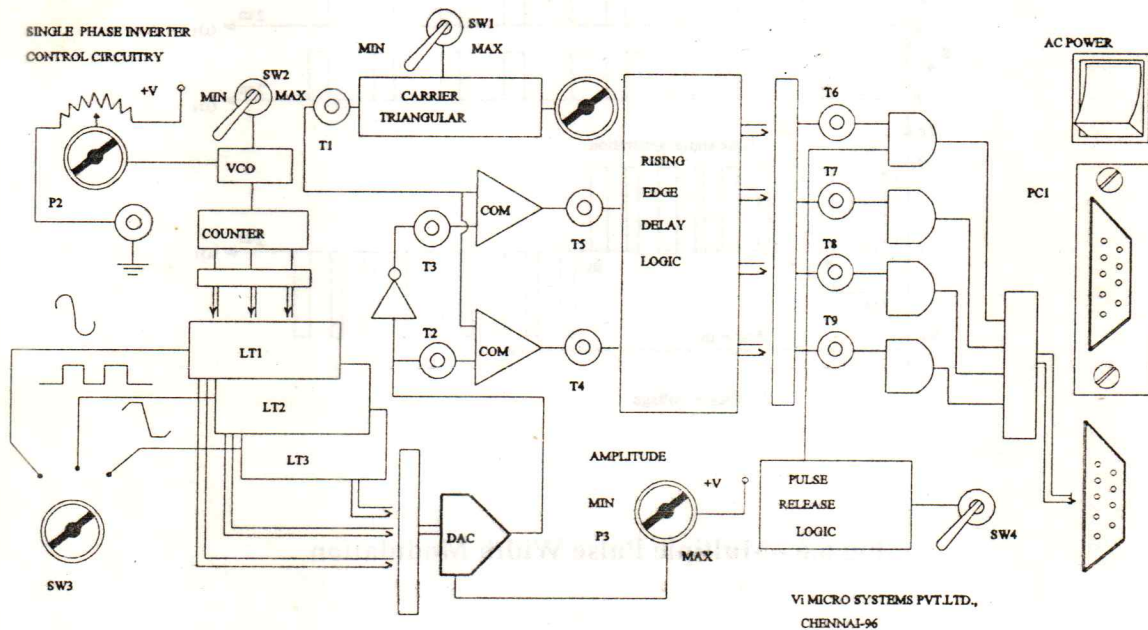 SINGLE PHASE INVERTER
CONTROL CIRCUITRY
+V
P2
SW2
MIN
MAX
VCO
COUNTER
SW1
MIN
MAX
CARRIER
TRIANGULAR
T1
COM
T3
T5
T2
COM
T4
RISING
EDGE
DELAY
LOGIC
T6
T7
T8
T9
AC POWER
PC1
LT1
LT2
LT3
SW3
DAC
AMPLITUDE
MIN
P3
MAX
+V
PULSE
RELEASE
LOGIC
SW4
Vi MICRO SYSTEMS PVT.LTD.,
CHENNAI-96